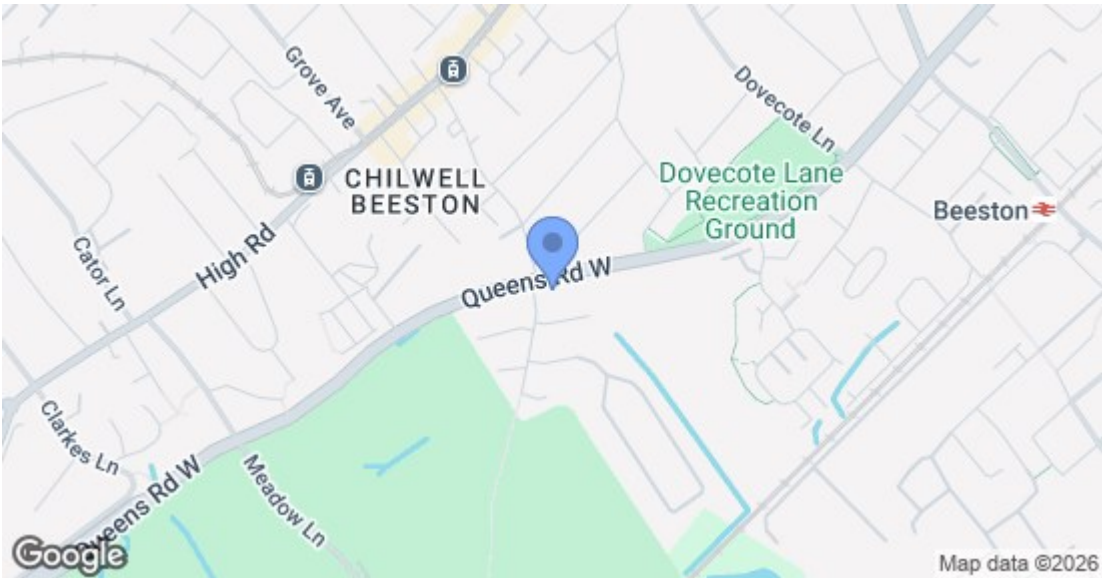 Grove Ave
Dovecote Ln
CHILWELL
BEESTON
Dovecote Lane
Recreation
Ground
Beeston
High Rd
Cator Ln
Queens Rd W
Clarkes Ln
Queens Rd W
Meadow Ln
Google
Map data ©2026